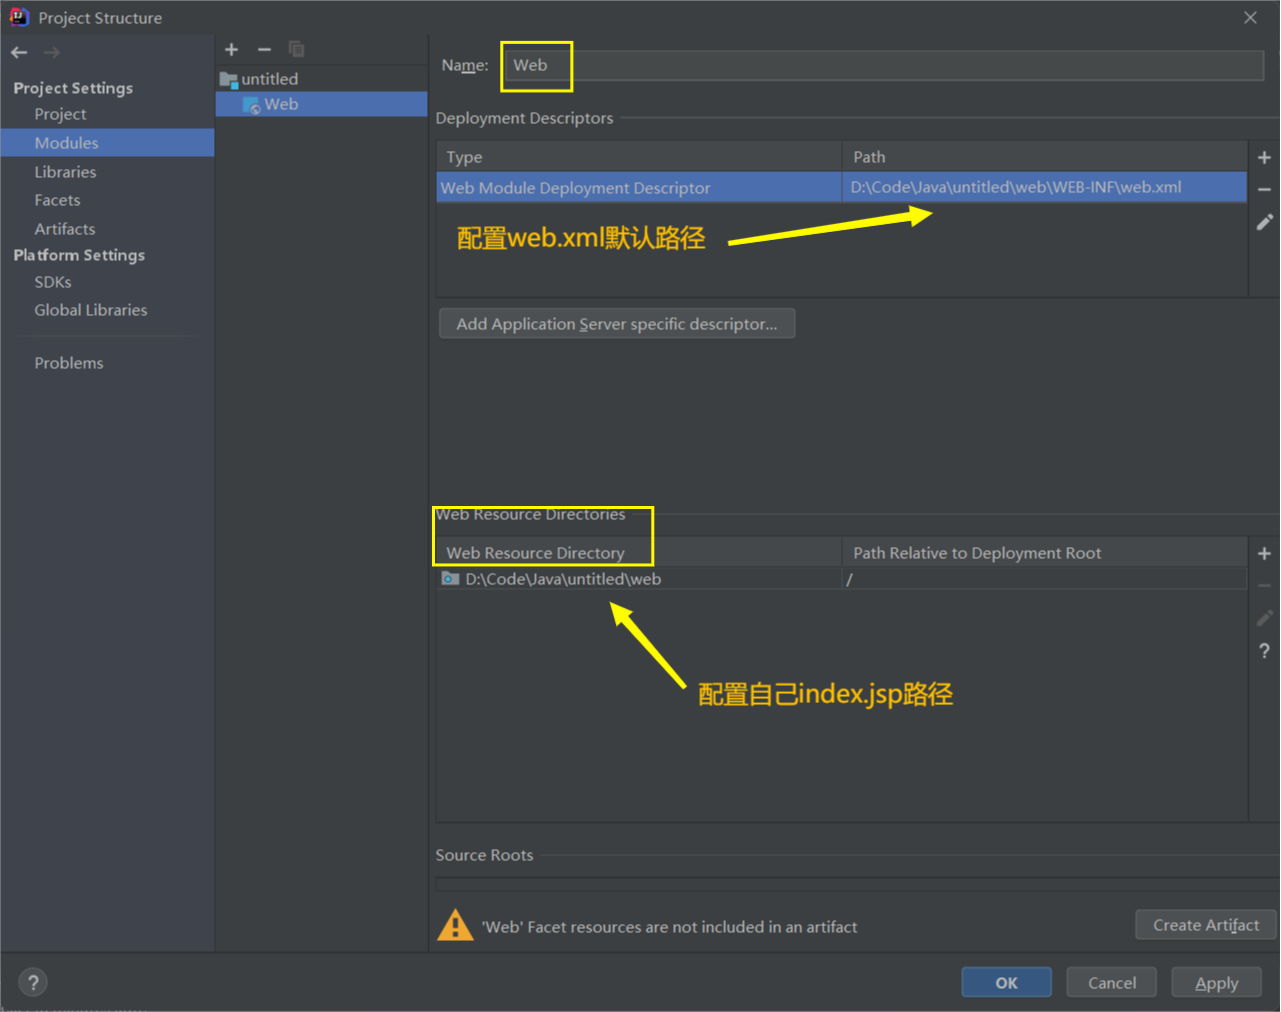 Project Structure
Project Settings
Project
Modules
Libraries
Facets
Artifacts
Platform Settings
SDKs
Global Libraries
Problems
untitled
Web
Name: Web
Deployment Descriptors
Type Path
Web Module Deployment Descriptor D:\Code\Java\untitled\web\WEB-INF\web.xml
配置web.xml默认路径
Add Application Server specific descriptor...
Web Resource Directories
Web Resource Directory Path Relative to Deployment Root
D:\Code\Java\untitled\web /
配置自己index.jsp路径
Source Roots
'Web' Facet resources are not included in an artifact Create Artifact
? OK Cancel Apply